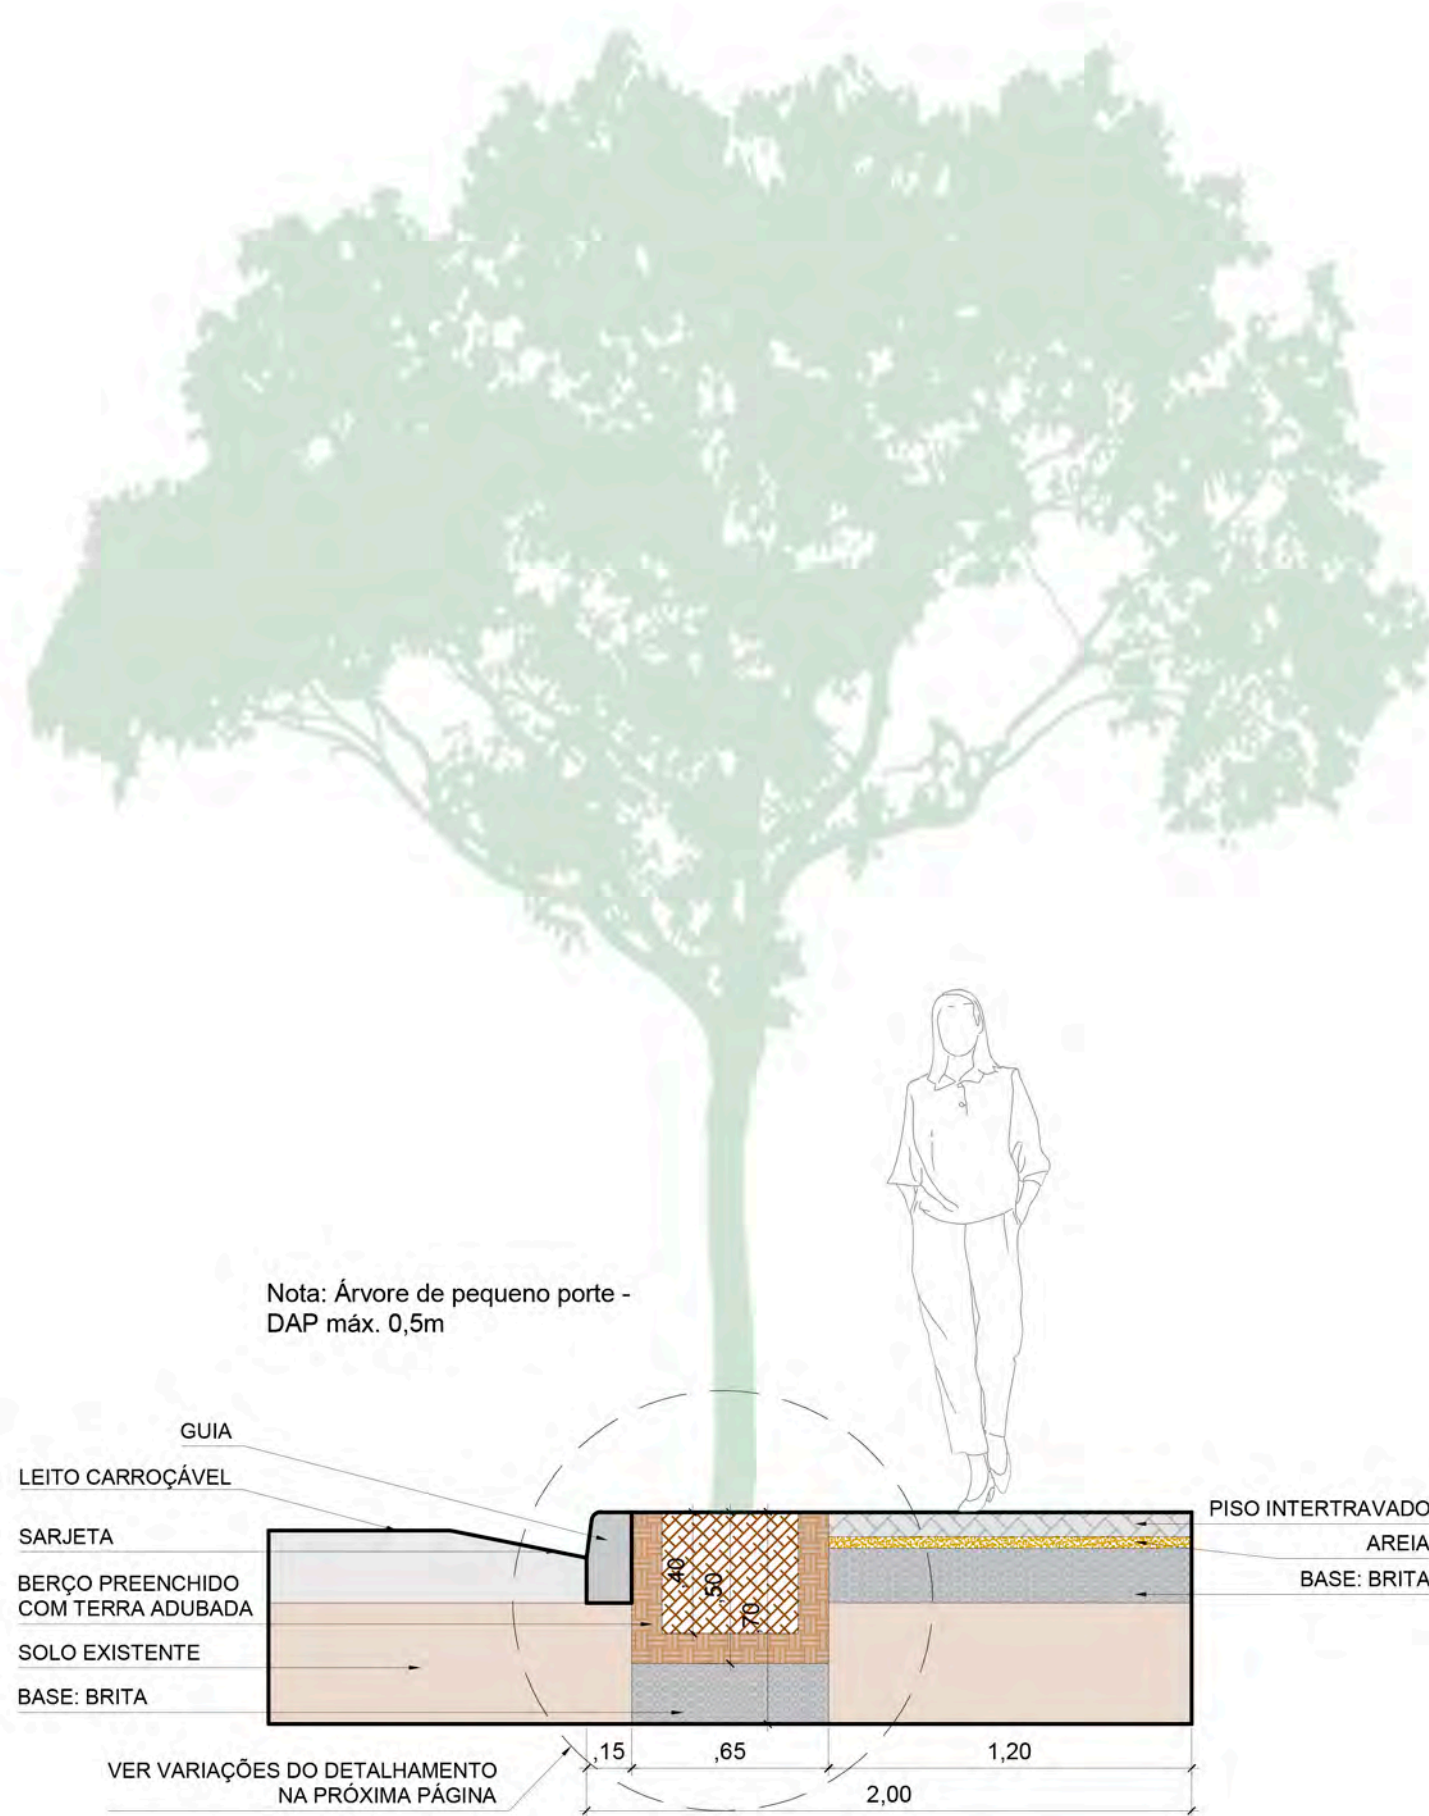 Nota: Árvore de pequeno porte -
DAP máx. 0,5m
GUIA
LEITO CARROÇÁVEL
SARJETA
BERÇO PREENCHIDO
COM TERRA ADUBADA
SOLO EXISTENTE
BASE: BRITA
VER VARIAÇÕES DO DETALHAMENTO
NA PRÓXIMA PÁGINA
,40
,50
,70
PISO INTERTRAVADO
AREIA
BASE: BRITA
,15
,65
1,20
2,00